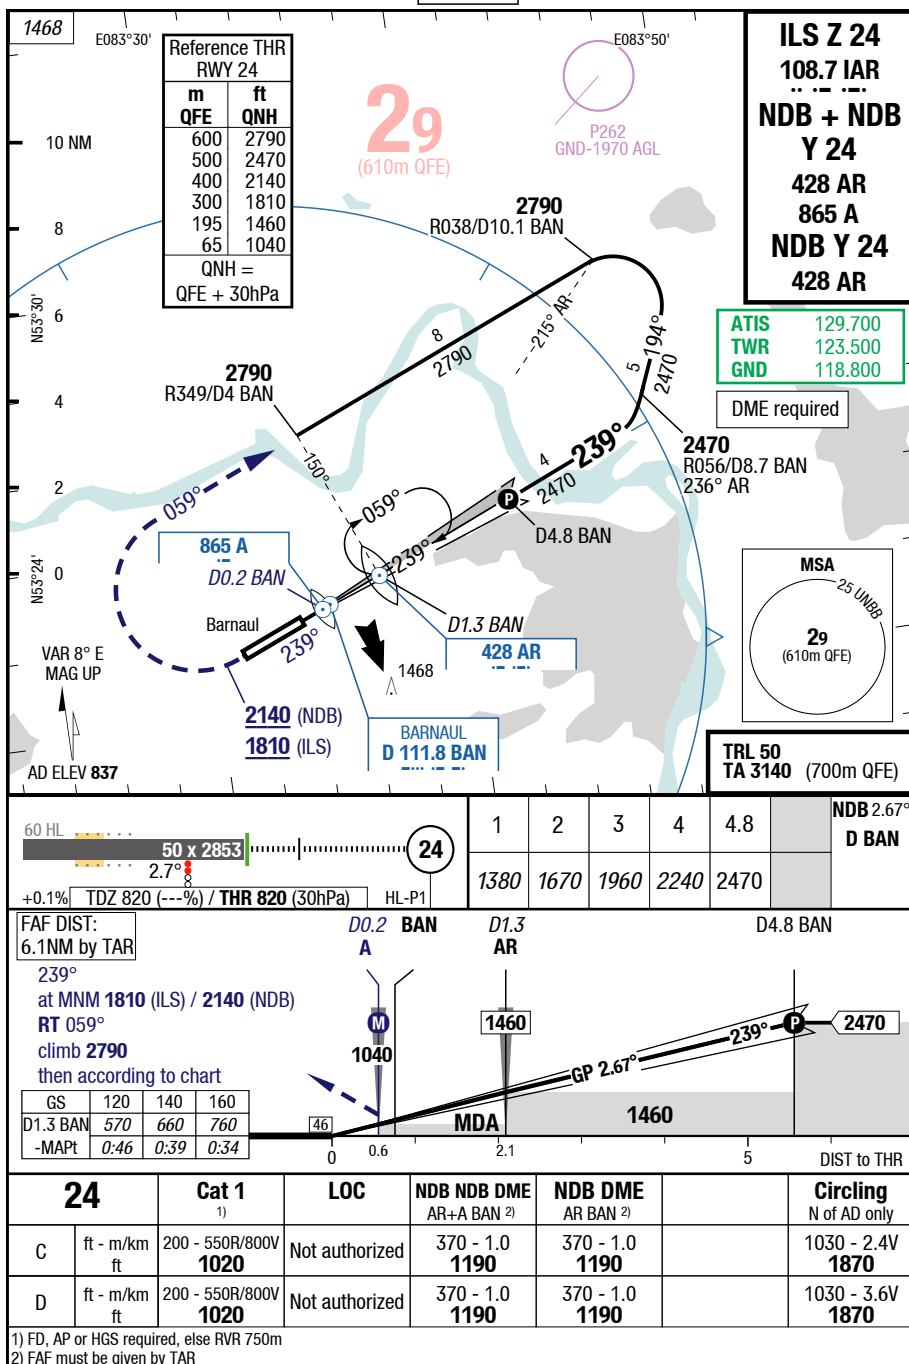 1468
E083°30'
E083°50'
Reference THR
RWY 24
m ft
QFE QNH
600 2790
500 2470
400 2140
300 1810
195 1460
65 1040
QNH =
QFE + 30hPa
29
(610m QFE)
P262
GND-1970 AGL
ILS Z 24
108.7 IAR
NDB + NDB
Y 24
428 AR
865 A
NDB Y 24
428 AR
ATIS 129.700
TWR 123.500
GND 118.800
DME required
10 NM
8
6
4
2
0
N53°30'
N53°24'
2790
R038/D10.1 BAN
215° AR
8
2790
194°
5
2470
2790
R349/D4 BAN
150°
2470
R056/D8.7 BAN
236° AR
239°
4
2470
059°
059°
P
D4.8 BAN
865 A
D0.2 BAN
239°
D1.3 BAN
428 AR
Barnaul
239°
1468
VAR 8° E
MAG UP
AD ELEV 837
2140 (NDB)
1810 (ILS)
BARNAUL
D 111.8 BAN
MSA
25 UNBB
29
(610m QFE)
TRL 50
TA 3140 (700m QFE)
60 HL
50 x 2853
24
2.7°
+0.1% TDZ 820 (---%) / THR 820 (30hPa) HL-P1
1 2 3 4 4.8
1380 1670 1960 2240 2470
NDB 2.67°
D BAN
FAF DIST:
6.1NM by TAR
D0.2 BAN D1.3 D4.8 BAN
A AR
239°
at MNM 1810 (ILS) / 2140 (NDB)
RT 059°
climb 2790
then according to chart
M
1040
1460
239°
P
2470
GP 2.67°
MDA
1460
GS 120 140 160
D1.3 BAN 570 660 760
-MAPt 0:46 0:39 0:34
46
0 0.6 2.1 5 DIST to THR
24 Cat 1 LOC NDB NDB DME NDB DME Circling
1) AR+A BAN 2) AR BAN 2) N of AD only
C ft - m/km 200 - 550R/800V Not authorized 370 - 1.0 370 - 1.0 1030 - 2.4V
ft 1020 1190 1190 1870
D ft - m/km 200 - 550R/800V Not authorized 370 - 1.0 370 - 1.0 1030 - 3.6V
ft 1020 1190 1190 1870
1) FD, AP or HGS required, else RVR 750m
2) FAF must be given by TAR